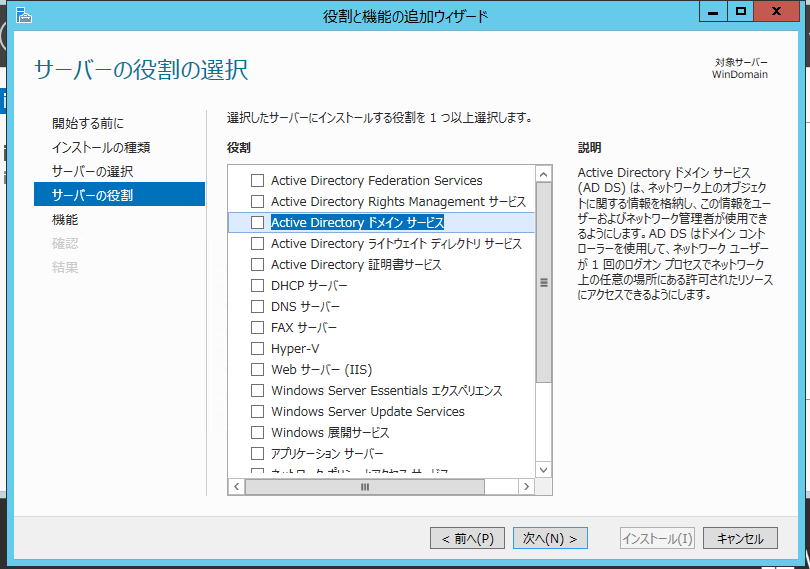 役割と機能の追加ウィザード
サーバーの役割の選択
対象サーバー
WinDomain
開始する前に
インストールの種類
サーバーの選択
サーバーの役割
機能
確認
結果
選択したサーバーにインストールする役割を 1 つ以上選択します。
役割
Active Directory Federation Services
Active Directory Rights Management サービス
Active Directory ドメイン サービス
Active Directory ライトウェイト ディレクトリ サービス
Active Directory 証明書サービス
DHCP サーバー
DNS サーバー
FAX サーバー
Hyper-V
Web サーバー (IIS)
Windows Server Essentials エクスペリエンス
Windows Server Update Services
Windows 展開サービス
アプリケーション サーバー
説明
Active Directory ドメイン サービス
(AD DS) は、ネットワーク上のオブジェク
トに関する情報を格納し、この情報をユ
ーザーおよびネットワーク管理者が使用でき
るようにします。AD DS はドメイン コント
ローラーを使用して、ネットワーク ユーザー
が 1 回のログオン プロセスでネットワーク
上の任意の場所にある許可されたリソース
にアクセスできるようにします。
< 前へ(P)
次へ(N) >
インストール(I)
キャンセル